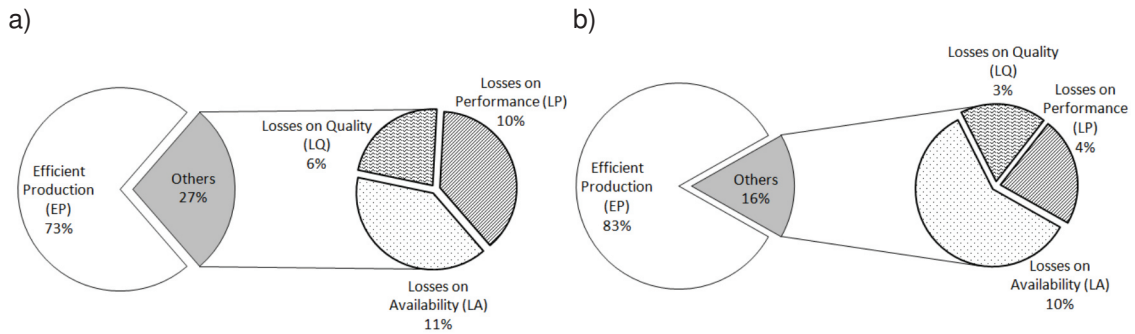 a)
Efficient
Production
(EP)
73%
Others
27%
Losses on Quality
(LQ)
6%
Losses on
Performance (LP)
10%
Losses on
Availability (LA)
11%
b)
Efficient
Production
(EP)
83%
Others
16%
Losses on Quality
(LQ)
3%
Losses on
Performance
(LP)
4%
Losses on
Availability (LA)
10%